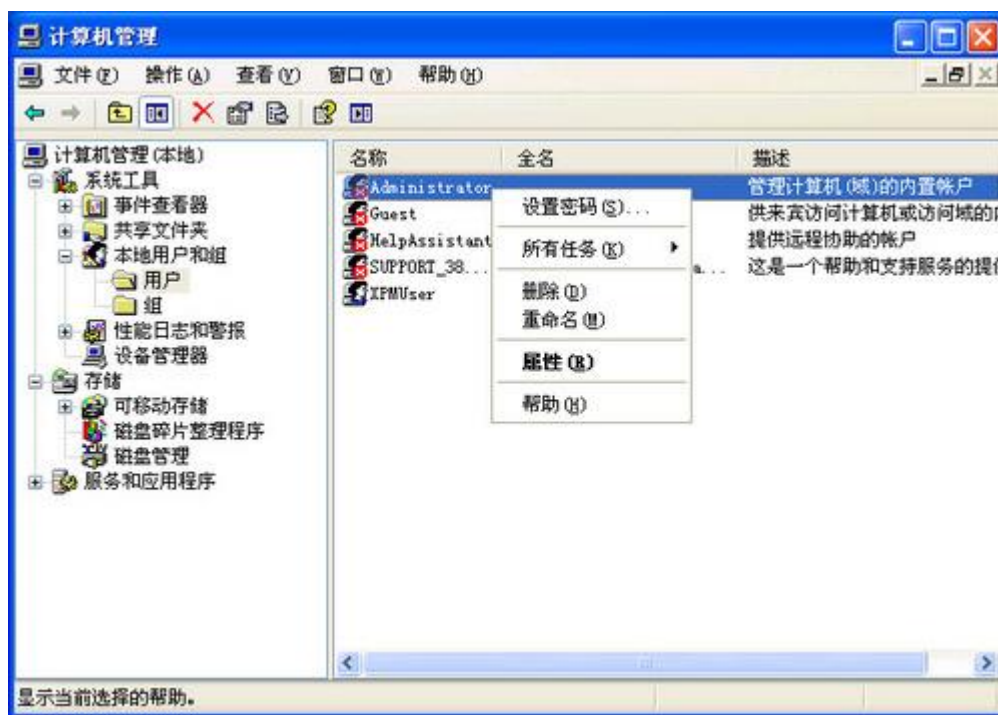 计算机管理
文件(F) 操作(A) 查看(V) 窗口(W) 帮助(H)
计算机管理(本地)
系统工具
事件查看器
共享文件夹
本地用户和组
用户
组
性能日志和警报
设备管理器
存储
可移动存储
磁盘碎片整理程序
磁盘管理
服务和应用程序
名称 全名 描述
Administrator 管理计算机(域)的内置帐户
Guest 供来宾访问计算机或访问域的
HelpAssistant 提供远程协助的帐户
SUPPORT_38... a... 这是一个帮助和支持服务的提
XPMUser
设置密码(S)...
所有任务(K)
删除(D)
重命名(M)
属性(R)
帮助(H)
显示当前选择的帮助。